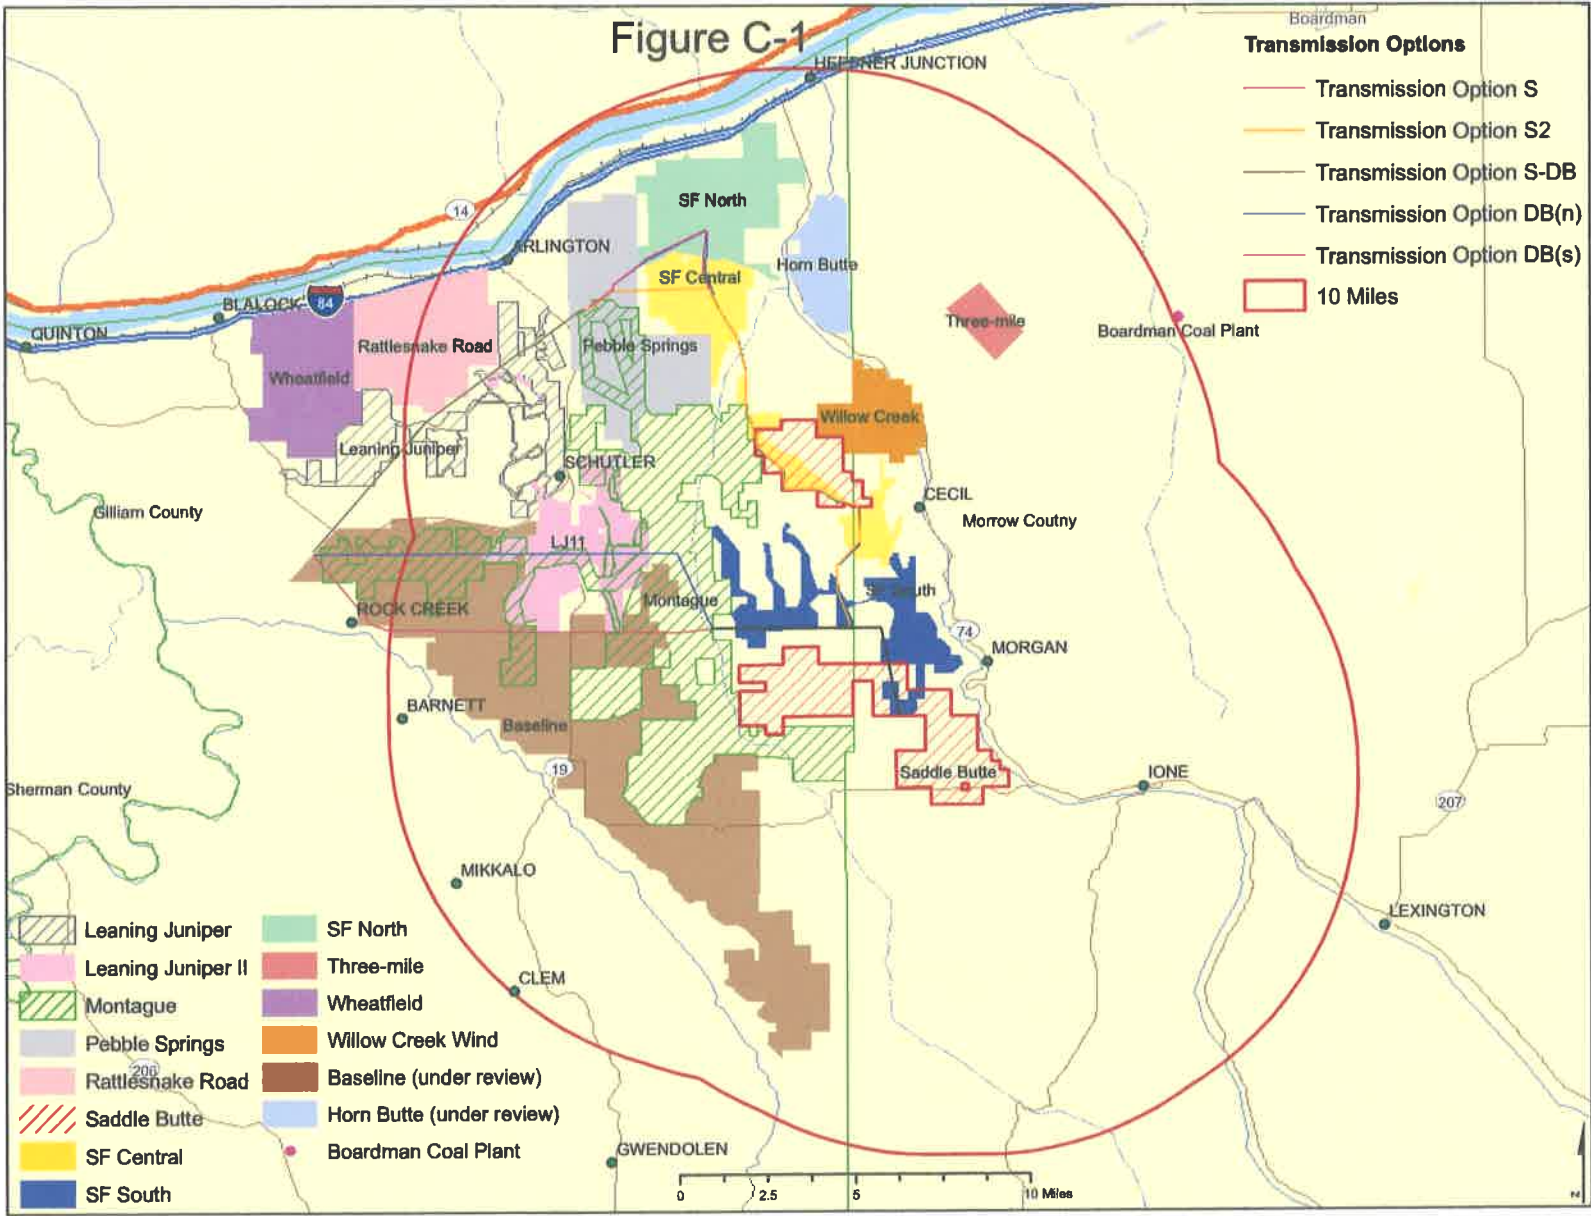 Figure C-1
Boardman
Transmission Options
Transmission Option S
Transmission Option S2
Transmission Option S-DB
Transmission Option DB(n)
Transmission Option DB(s)
10 Miles
HEPPNER JUNCTION
SF North
14
ARLINGTON
SF Central
Horn Butte
BLALOCK
84
QUINTON
Three-mile
Boardman Coal Plant
Rattlesnake Road
Pebble Springs
Wheatfield
Willow Creek
Leaning Juniper
SCHUTLER
CECIL
Gilliam County
Morrow Coutny
LJ11
SF South
Montague
ROCK CREEK
74
MORGAN
BARNETT
Baseline
19
Saddle Butte
IONE
Sherman County
207
MIKKALO
LEXINGTON
CLEM
206
GWENDOLEN
Leaning Juniper
Leaning Juniper II
Montague
Pebble Springs
Rattlesnake Road
Saddle Butte
SF Central
SF South
SF North
Three-mile
Wheatfield
Willow Creek Wind
Baseline (under review)
Horn Butte (under review)
Boardman Coal Plant
0 2.5 5 10 Miles
N